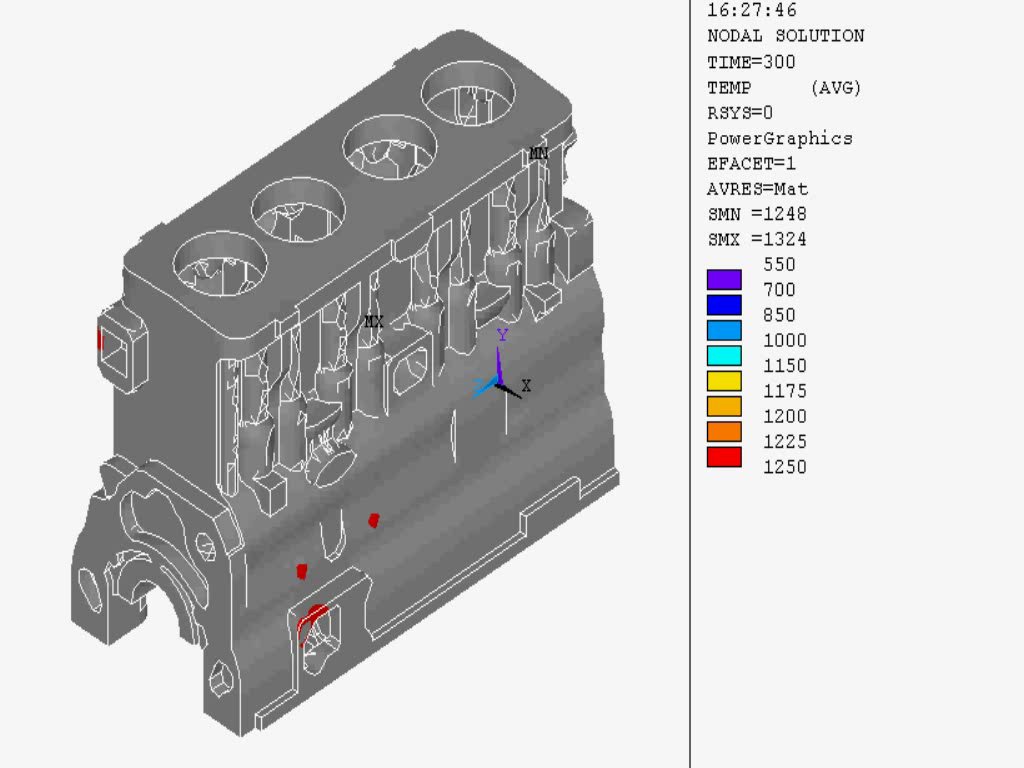 16:27:46
NODAL SOLUTION
TIME=300
TEMP (AVG)
RSYS=0
PowerGraphics
EFACET=1
AVRES=Mat
SMN =1248
SMX =1324
550
700
850
1000
1150
1175
1200
1225
1250
MN
MX
Y
X